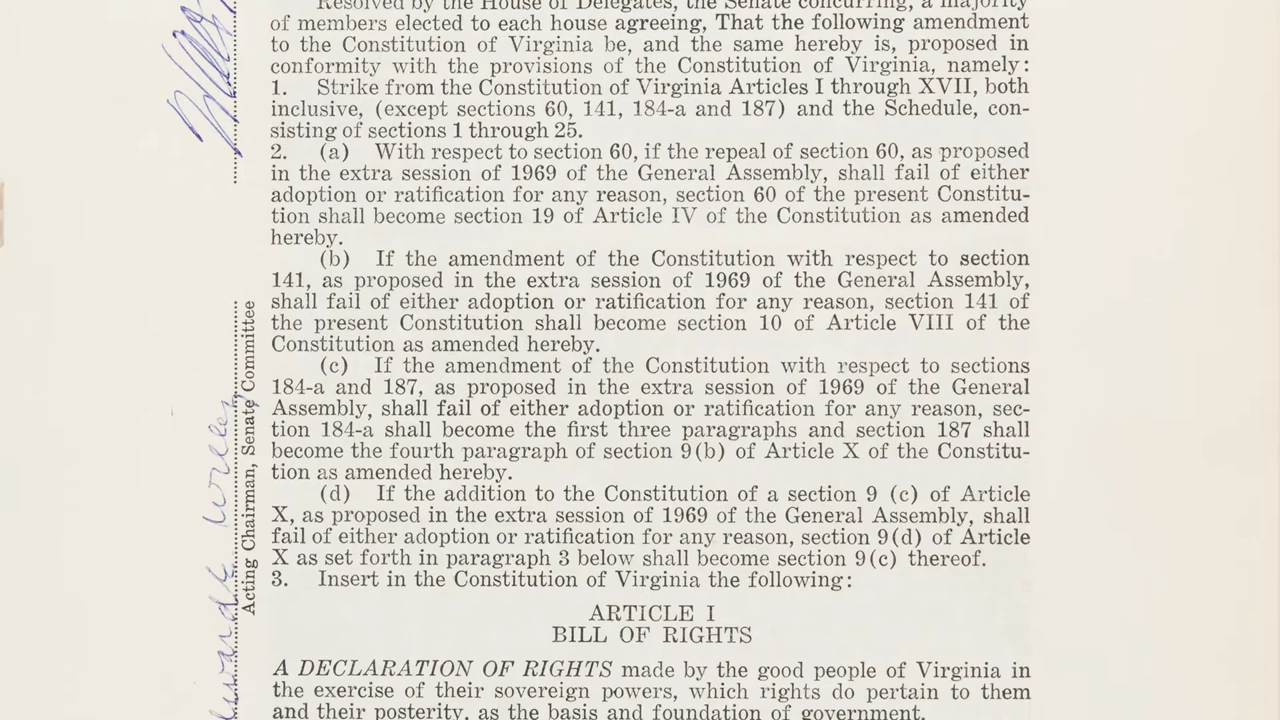 Resolved by the House of Delegates, the Senate concurring, a majority
of members elected to each house agreeing, That the following amendment
to the Constitution of Virginia be, and the same hereby is, proposed in
conformity with the provisions of the Constitution of Virginia, namely:
1. Strike from the Constitution of Virginia Articles I through XVII, both
inclusive, (except sections 60, 141, 184-a and 187) and the Schedule, con-
sisting of sections 1 through 25.
2. (a) With respect to section 60, if the repeal of section 60, as proposed
in the extra session of 1969 of the General Assembly, shall fail of either
adoption or ratification for any reason, section 60 of the present Constitu-
tion shall become section 19 of Article IV of the Constitution as amended
hereby.
(b) If the amendment of the Constitution with respect to section
141, as proposed in the extra session of 1969 of the General Assembly,
shall fail of either adoption or ratification for any reason, section 141 of
the present Constitution shall become section 10 of Article VIII of the
Constitution as amended hereby.
(c) If the amendment of the Constitution with respect to sections
184-a and 187, as proposed in the extra session of 1969 of the General
Assembly, shall fail of either adoption or ratification for any reason, sec-
tion 184-a shall become the first three paragraphs and section 187 shall
become the fourth paragraph of section 9(b) of Article X of the Constitu-
tion as amended hereby.
(d) If the addition to the Constitution of a section 9 (c) of Article
X, as proposed in the extra session of 1969 of the General Assembly, shall
fail of either adoption or ratification for any reason, section 9(d) of Article
X as set forth in paragraph 3 below shall become section 9(c) thereof.
3. Insert in the Constitution of Virginia the following:
ARTICLE I
BILL OF RIGHTS
A DECLARATION OF RIGHTS made by the good people of Virginia in
the exercise of their sovereign powers, which rights do pertain to them
and their posterity, as the basis and foundation of government.
Acting Chairman, Senate Committee